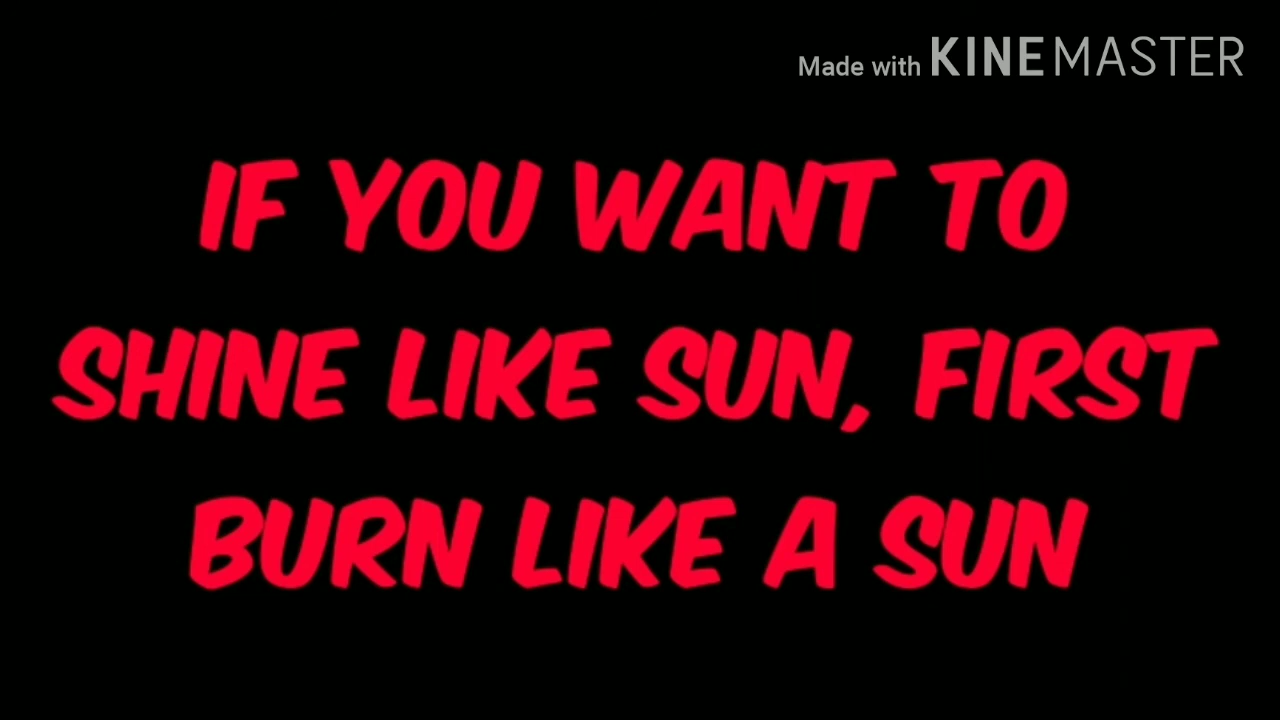 Made with KINEMASTER
IF YOU WANT TO
SHINE LIKE SUN, FIRST
BURN LIKE A SUN